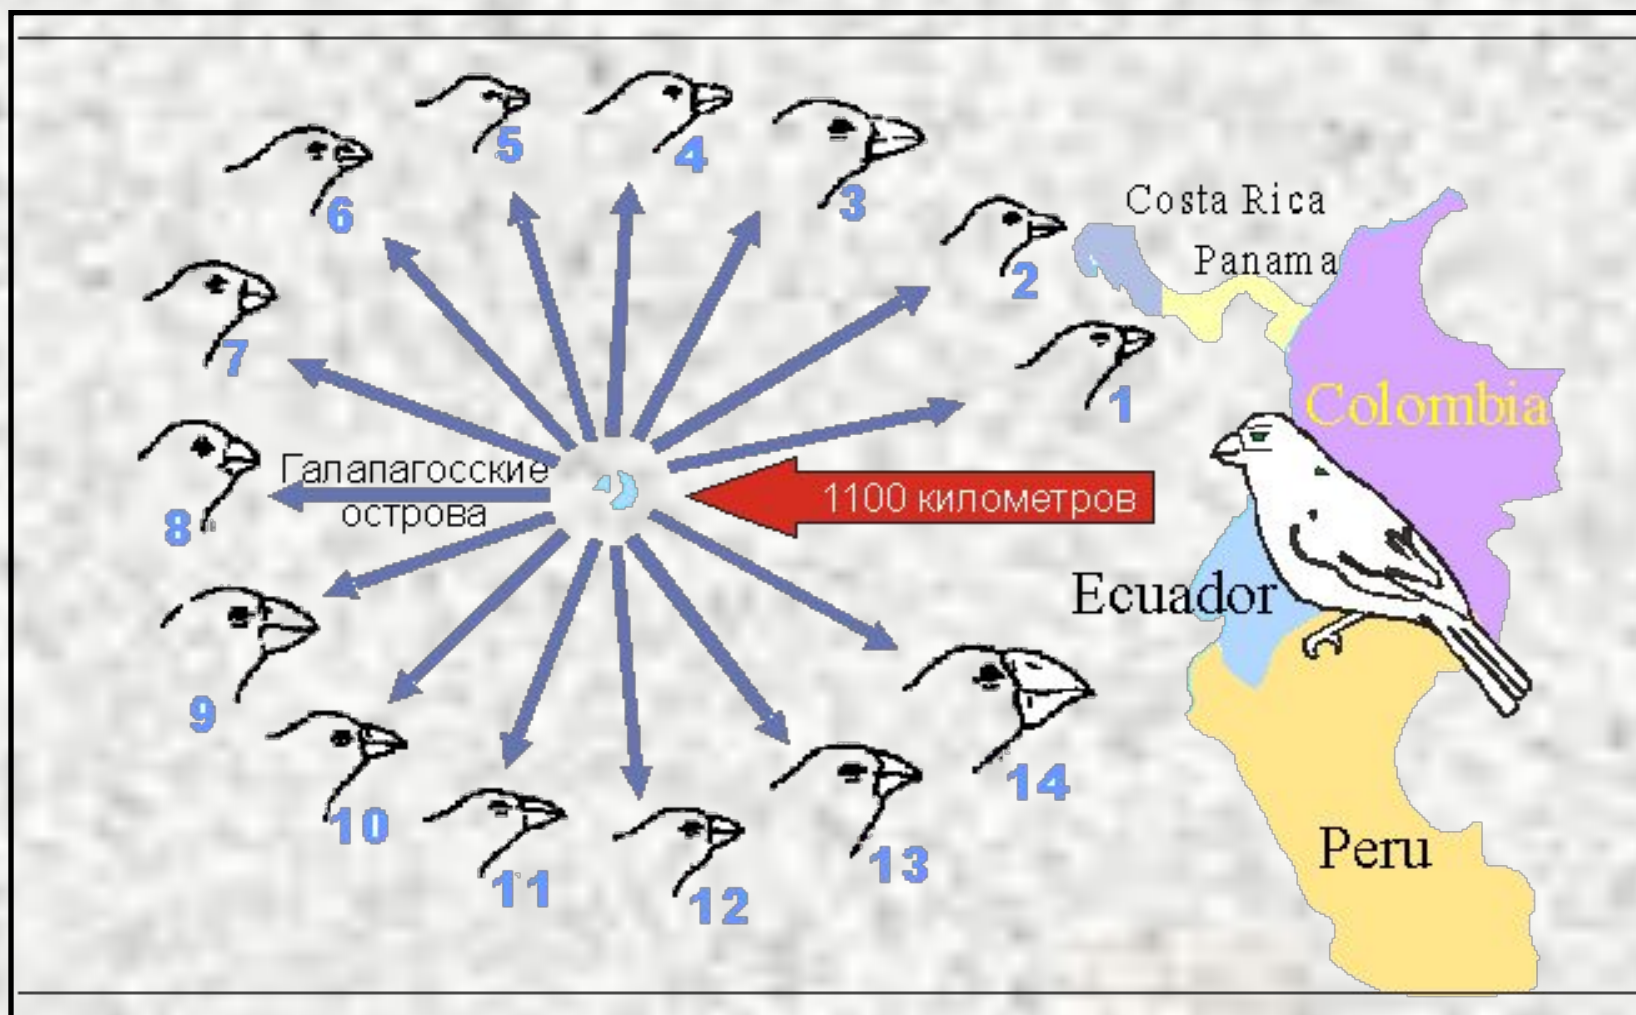 5
4
6
3
Costa Rica
Panama
2
7
1
Colombia
Галапагосские
острова
1100 километров
8
Ecuador
9
14
10
11
12
13
Peru